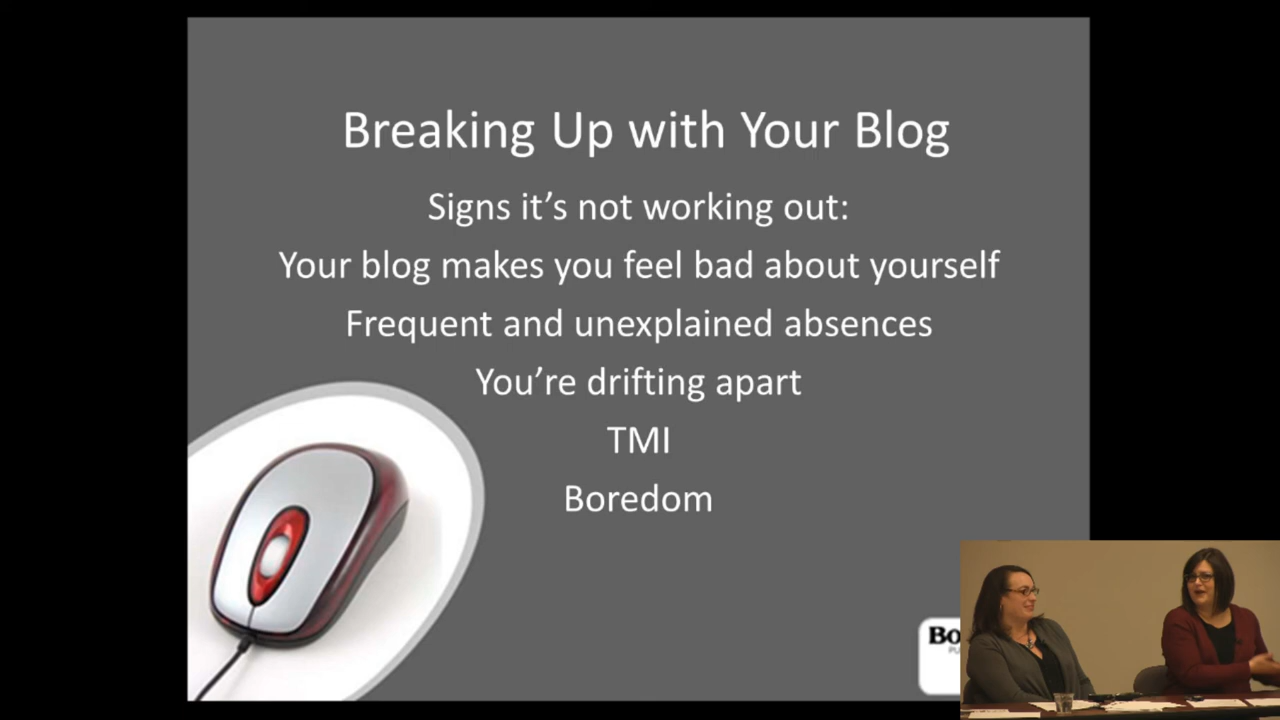 Breaking Up with Your Blog
Signs it’s not working out:
Your blog makes you feel bad about yourself
Frequent and unexplained absences
You’re drifting apart
TMI
Boredom